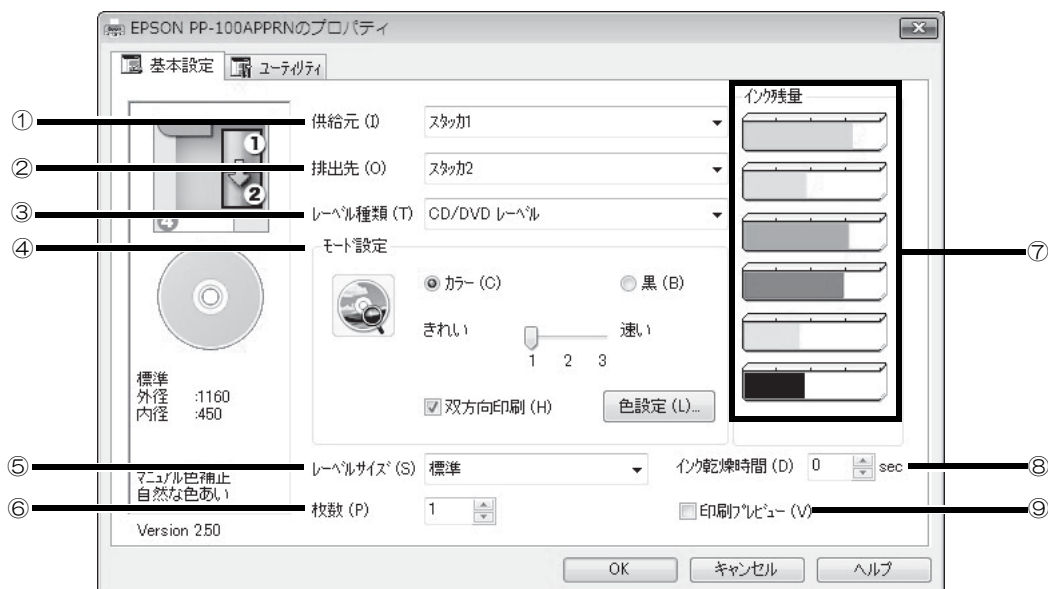 EPSON PP-100APPRNのプロパティ
基本設定 ユーティリティ
① 供給元 (I) スタッカ1
② 排出先 (O) スタッカ2
③ レーベル種類 (T) CD/DVD レーベル
④ モード設定
カラー (C) 黒 (B)
きれい 速い
1 2 3
双方向印刷 (H) 色設定 (L)...
⑤ レーベルサイズ (S) 標準
⑥ 枚数 (P) 1
インク残量
⑦
インク乾燥時間 (D) 0 sec ⑧
印刷プレビュー (V) ⑨
1
2
4
標準
外径 :1160
内径 :450
マニュアル色補正
自然な色あい
Version 2.50
OK キャンセル ヘルプ